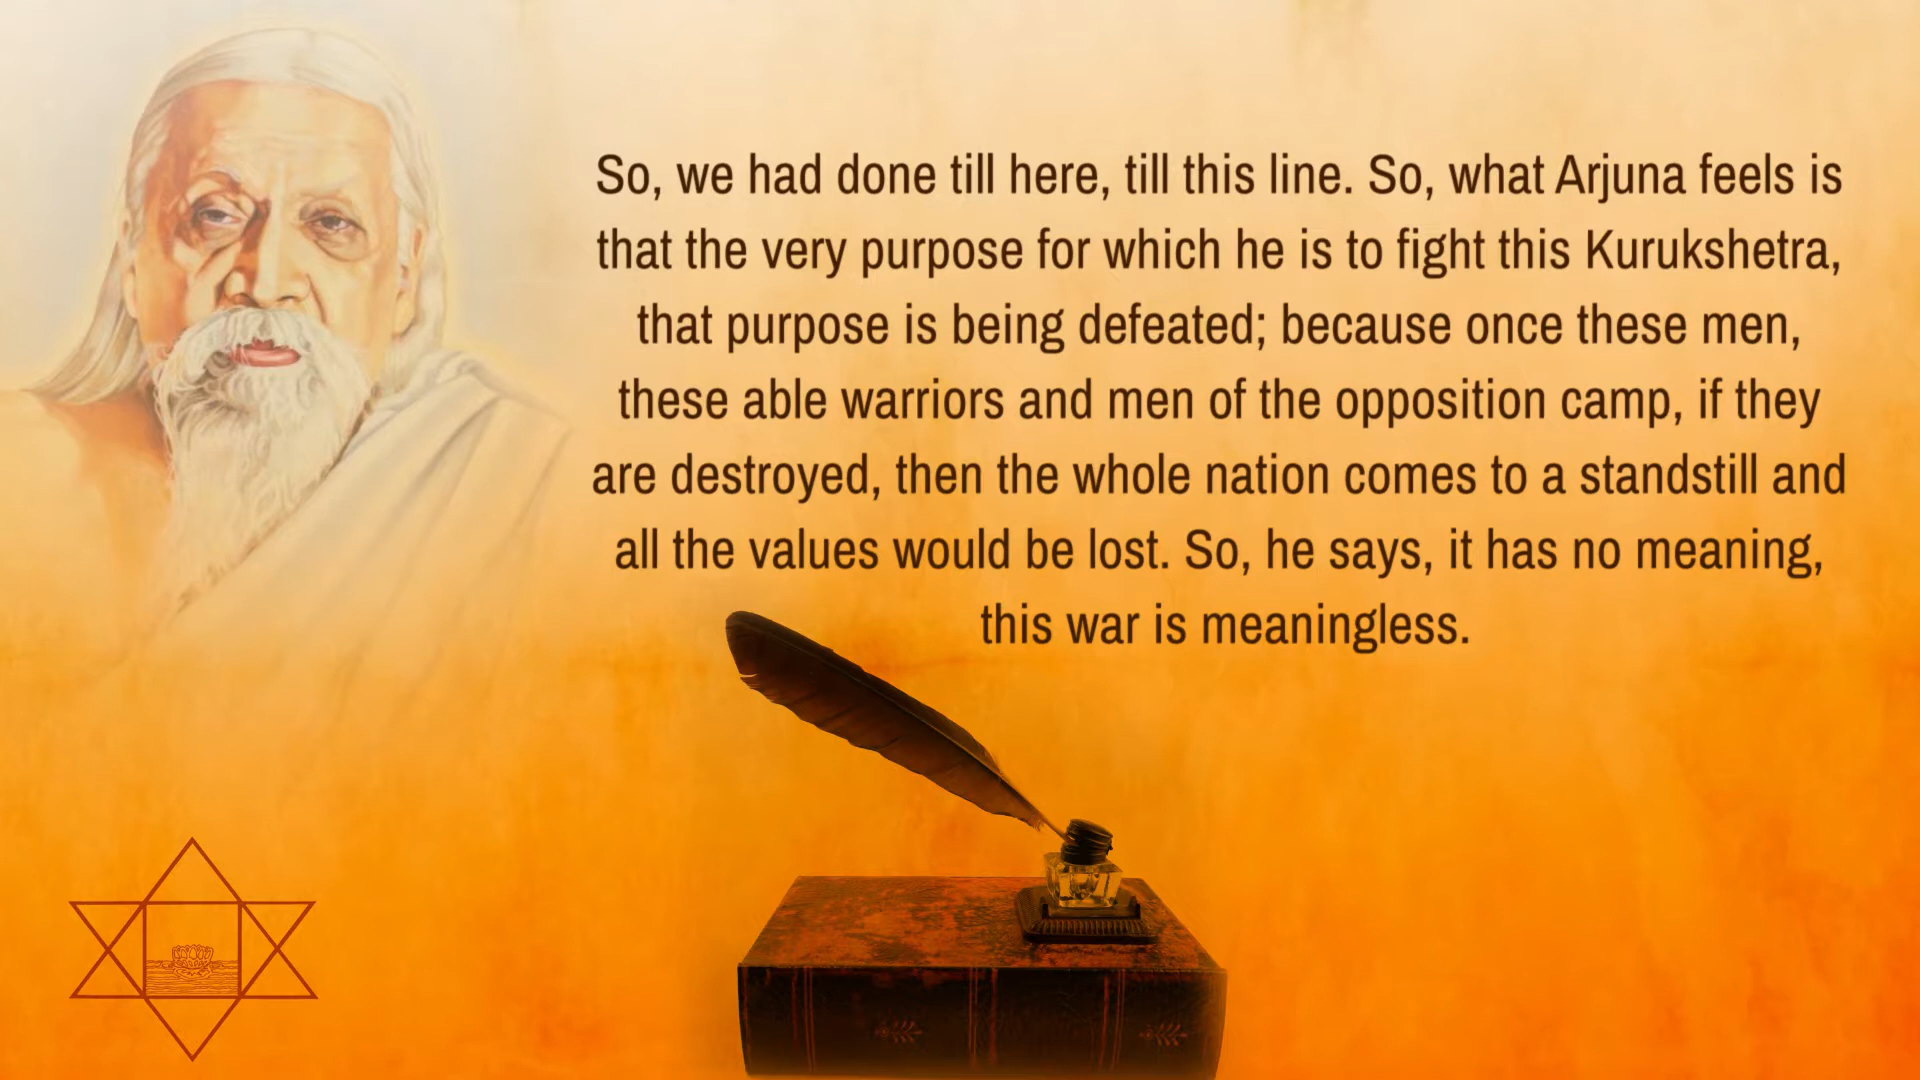 So, we had done till here, till this line. So, what Arjuna feels is
that the very purpose for which he is to fight this Kurukshetra,
that purpose is being defeated; because once these men,
these able warriors and men of the opposition camp, if they
are destroyed, then the whole nation comes to a standstill and
all the values would be lost. So, he says, it has no meaning,
this war is meaningless.